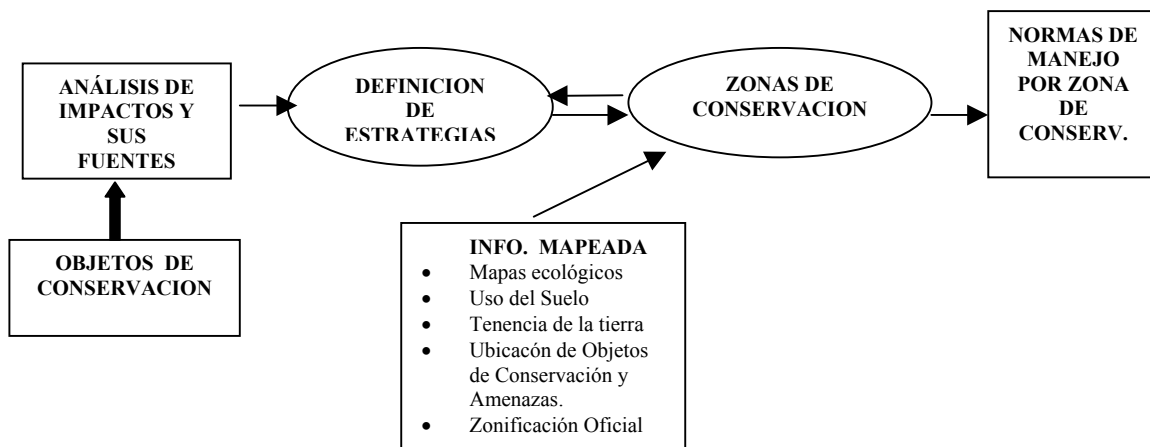 ANÁLISIS DE
IMPACTOS Y
SUS
FUENTES
OBJETOS DE
CONSERVACION
DEFINICION
DE
ESTRATEGIAS
ZONAS DE
CONSERVACION
NORMAS DE
MANEJO
POR ZONA
DE
CONSERV.
INFO. MAPEADA
• Mapas ecológicos
• Uso del Suelo
• Tenencia de la tierra
• Ubicacón de Objetos
de Conservación y
Amenazas.
• Zonificación Oficial